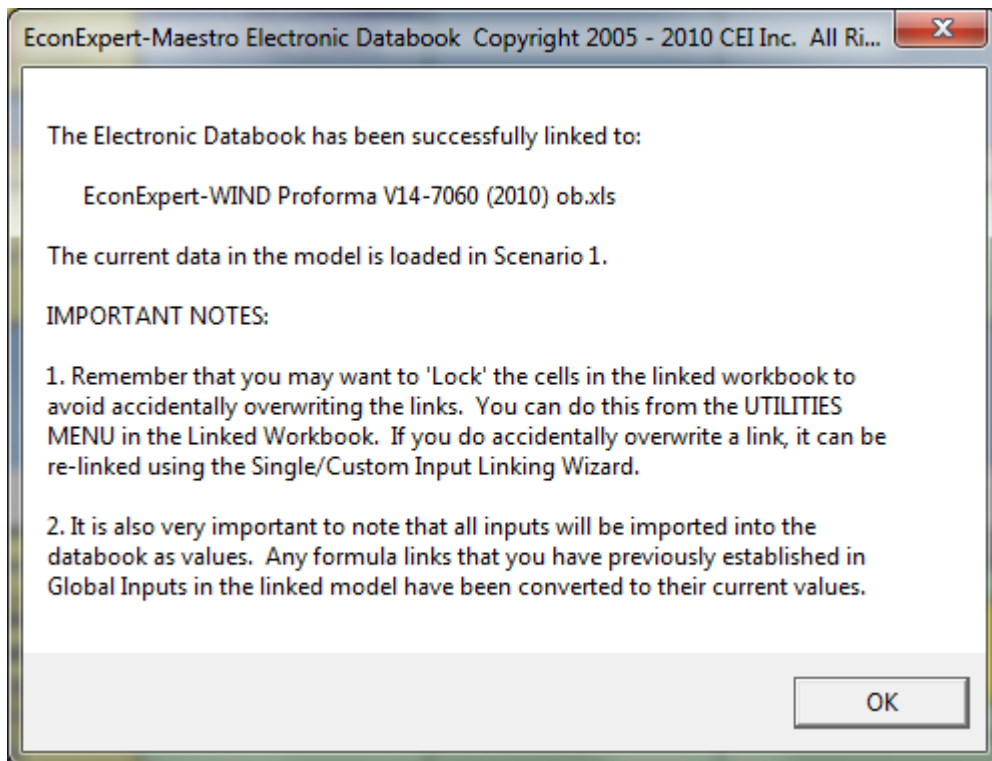 EconExpert-Maestro Electronic Databook  Copyright 2005 - 2010 CEI Inc.  All Ri...
The Electronic Databook has been successfully linked to:
EconExpert-WIND Proforma V14-7060 (2010) ob.xls
The current data in the model is loaded in Scenario 1.
IMPORTANT NOTES:
1. Remember that you may want to 'Lock' the cells in the linked workbook to
avoid accidentally overwriting the links.  You can do this from the UTILITIES
MENU in the Linked Workbook.  If you do accidentally overwrite a link, it can be
re-linked using the Single/Custom Input Linking Wizard.
2. It is also very important to note that all inputs will be imported into the
databook as values.  Any formula links that you have previously established in
Global Inputs in the linked model have been converted to their current values.
OK